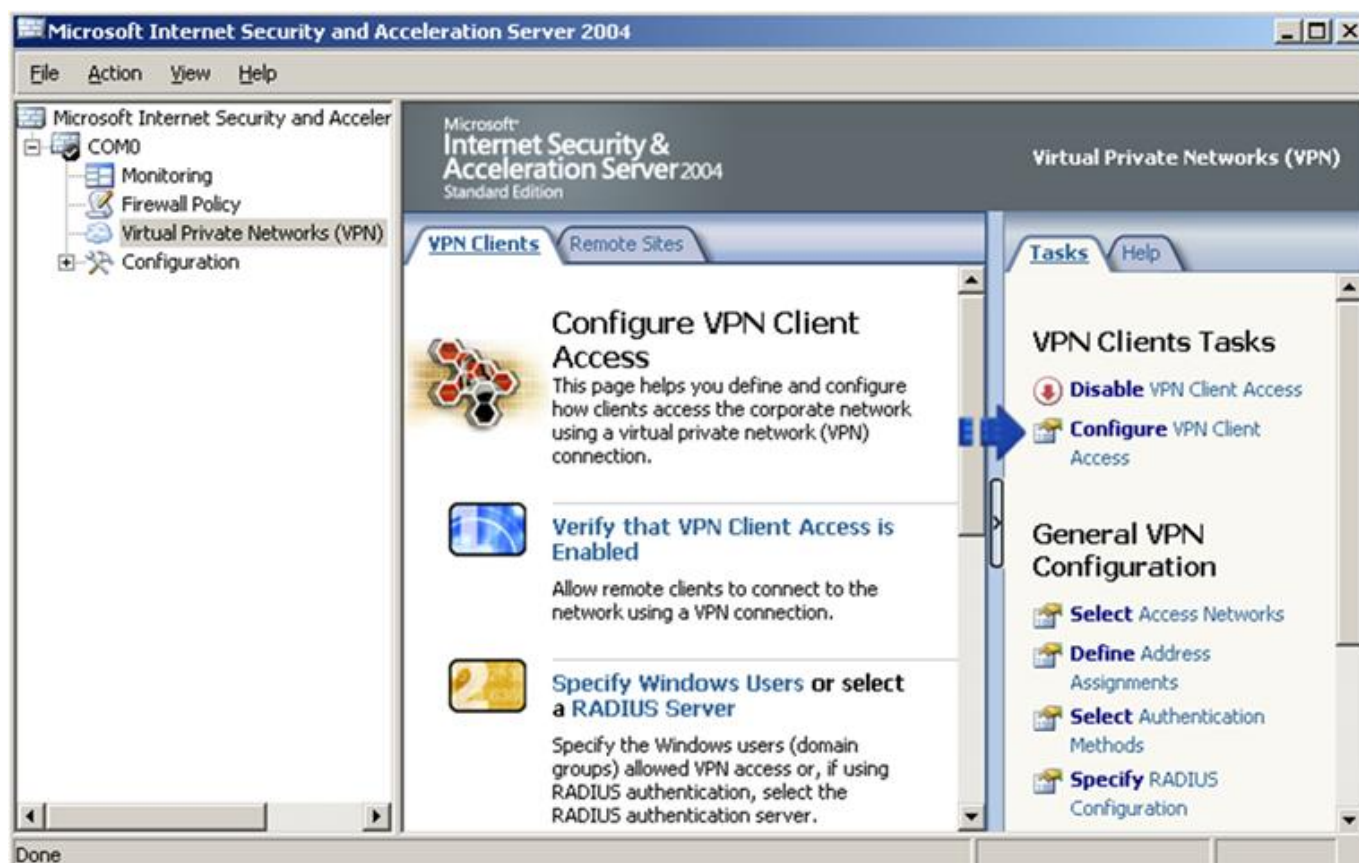 Microsoft Internet Security and Acceleration Server 2004
File Action View Help
Microsoft Internet Security and Acceler
COM0
Monitoring
Firewall Policy
Virtual Private Networks (VPN)
Configuration
Microsoft®
Internet Security &
Acceleration Server 2004
Standard Edition
Virtual Private Networks (VPN)
VPN Clients
Remote Sites
Configure VPN Client
Access
This page helps you define and configure
how clients access the corporate network
using a virtual private network (VPN)
connection.
Verify that VPN Client Access is
Enabled
Allow remote clients to connect to the
network using a VPN connection.
Specify Windows Users or select
a RADIUS Server
Specify the Windows users (domain
groups) allowed VPN access or, if using
RADIUS authentication, select the
RADIUS authentication server.
Tasks
Help
VPN Clients Tasks
Disable VPN Client Access
Configure VPN Client
Access
General VPN
Configuration
Select Access Networks
Define Address
Assignments
Select Authentication
Methods
Specify RADIUS
Configuration
Done